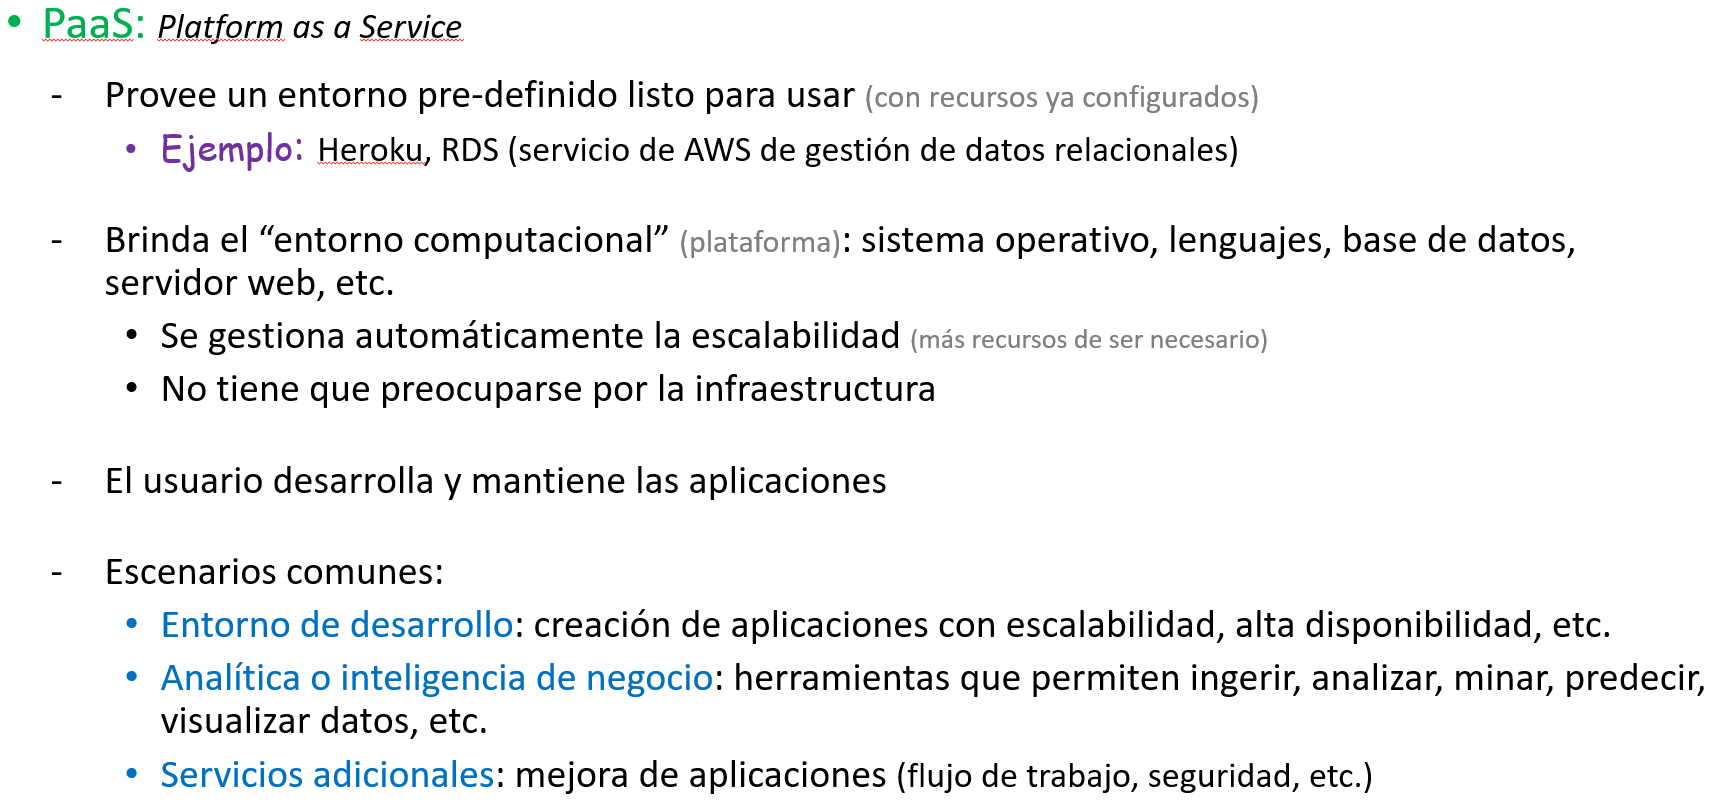 • PaaS: Platform as a Service
- Provee un entorno pre-definido listo para usar (con recursos ya configurados)
• Ejemplo: Heroku, RDS (servicio de AWS de gestión de datos relacionales)
- Brinda el “entorno computacional” (plataforma): sistema operativo, lenguajes, base de datos,
servidor web, etc.
• Se gestiona automáticamente la escalabilidad (más recursos de ser necesario)
• No tiene que preocuparse por la infraestructura
- El usuario desarrolla y mantiene las aplicaciones
- Escenarios comunes:
• Entorno de desarrollo: creación de aplicaciones con escalabilidad, alta disponibilidad, etc.
• Analítica o inteligencia de negocio: herramientas que permiten ingerir, analizar, minar, predecir,
visualizar datos, etc.
• Servicios adicionales: mejora de aplicaciones (flujo de trabajo, seguridad, etc.)